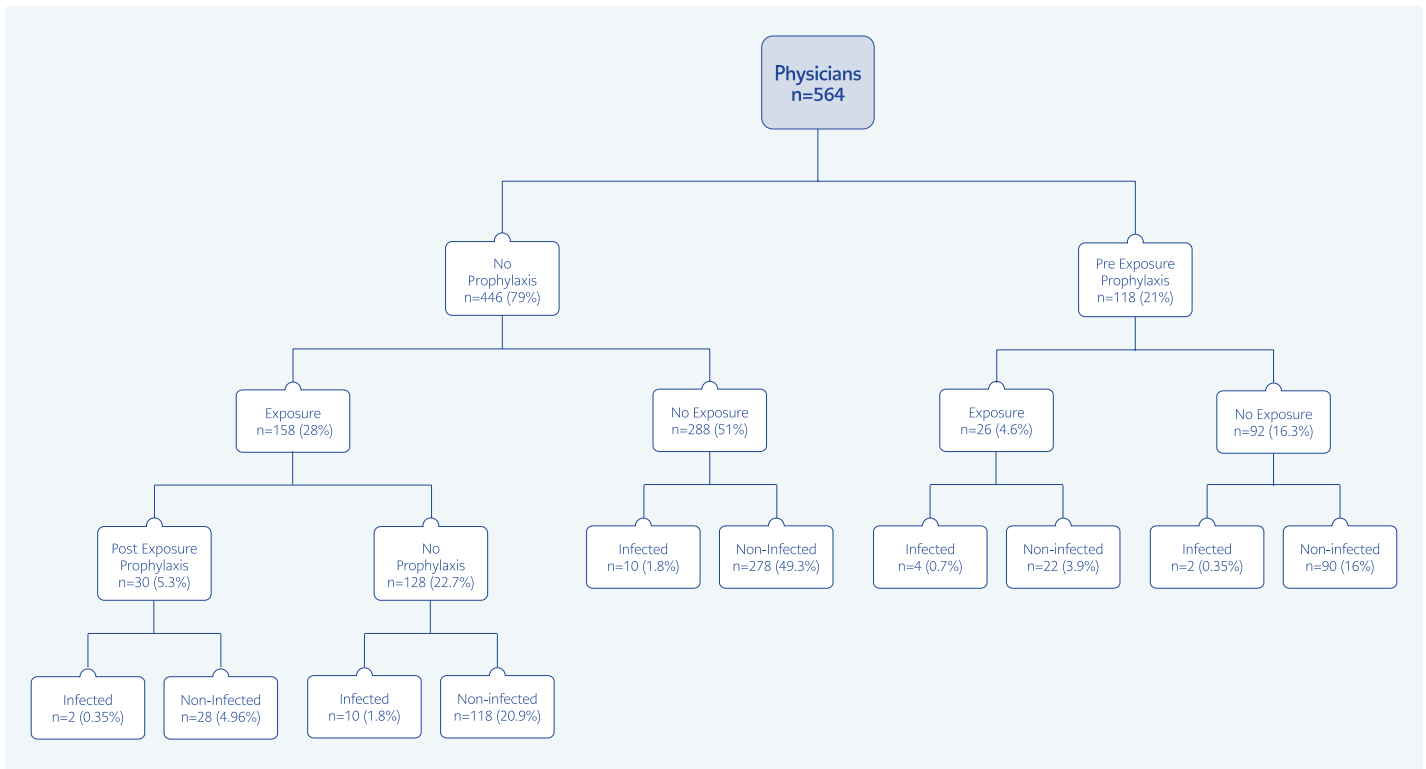 Physicians
n=564
No
Prophylaxis
n=446 (79%)
Pre Exposure
Prophylaxis
n=118 (21%)
Exposure
n=158 (28%)
No Exposure
n=288 (51%)
Exposure
n=26 (4.6%)
No Exposure
n=92 (16.3%)
Post Exposure
Prophylaxis
n=30 (5.3%)
No
Prophylaxis
n=128 (22.7%)
Infected
n=10 (1.8%)
Non-Infected
n=278 (49.3%)
Infected
n=4 (0.7%)
Non-infected
n=22 (3.9%)
Infected
n=2 (0.35%)
Non-infected
n=90 (16%)
Infected
n=2 (0.35%)
Non-Infected
n=28 (4.96%)
Infected
n=10 (1.8%)
Non-infected
n=118 (20.9%)